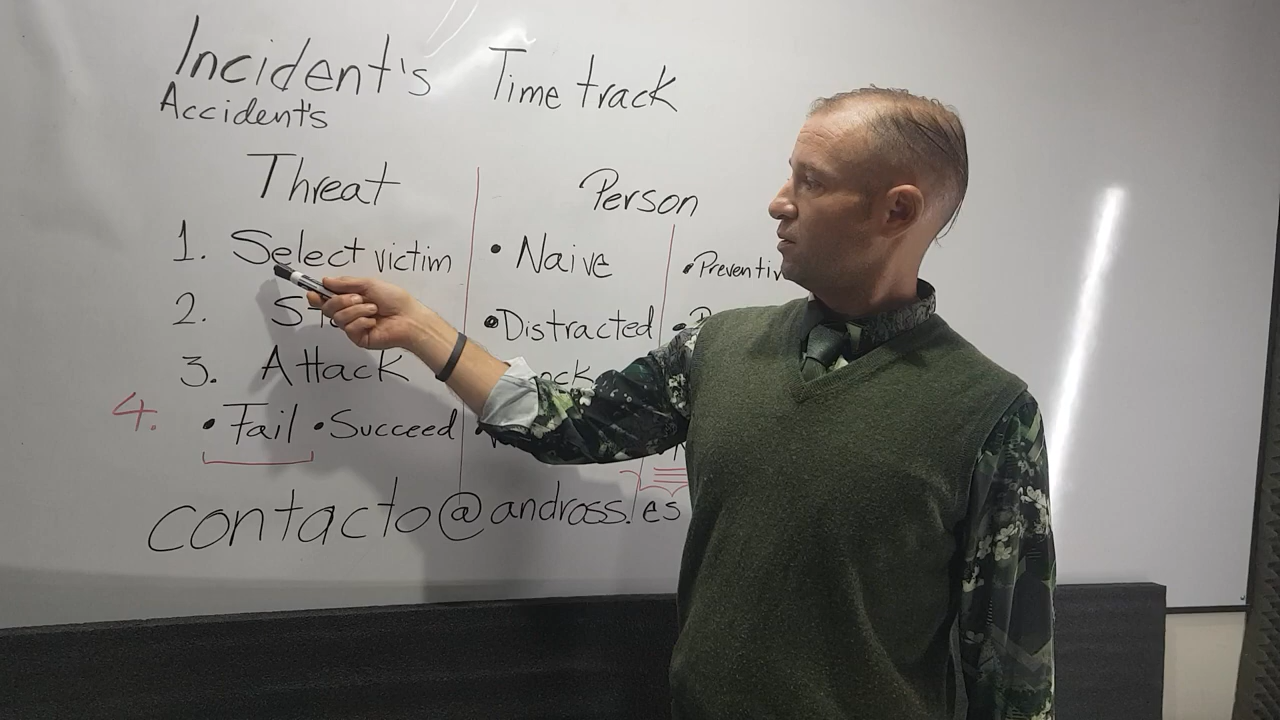 Incident's Time track
Accident's
Threat Person
1. Select victim • Naive • Preventiv
2. • Distracted •
3. Attack
4. • Fail • Succeed •
contacto@andross.es